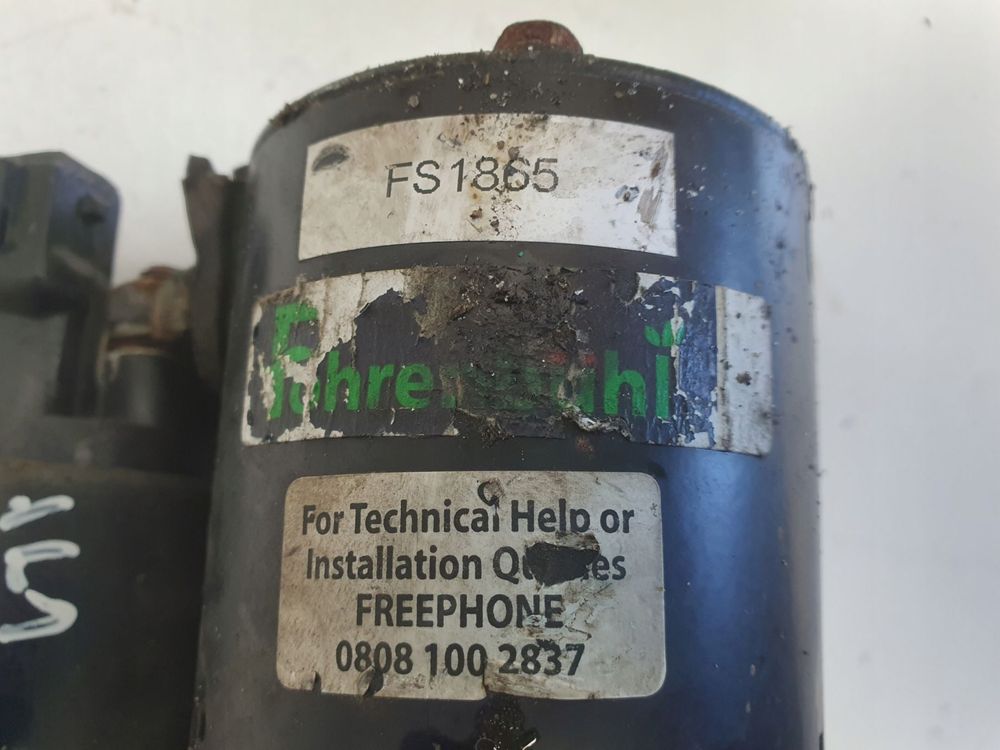 FS1865
For Technical Help or
Installation
FREEPHONE
0808 100 2837